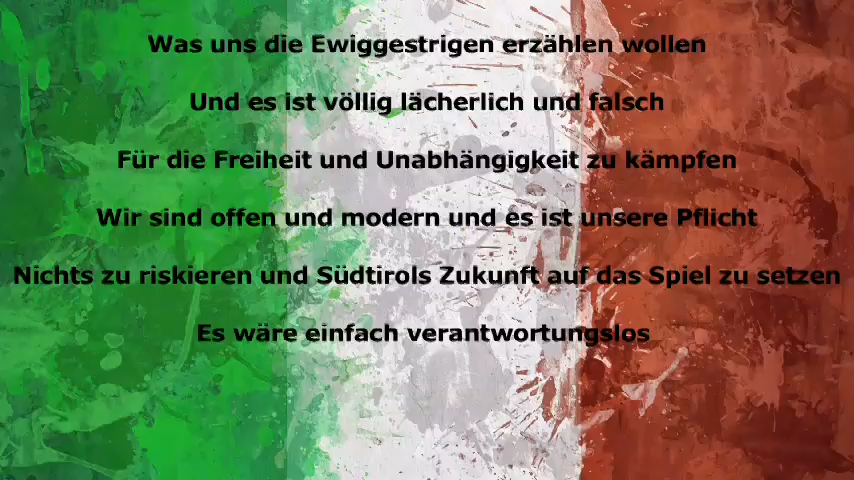 Was uns die Ewiggestrigen erzählen wollen
Und es ist völlig lächerlich und falsch
Für die Freiheit und Unabhängigkeit zu kämpfen
Wir sind offen und modern und es ist unsere Pflicht
Nichts zu riskieren und Südtirols Zukunft auf das Spiel zu setzen
Es wäre einfach verantwortungslos